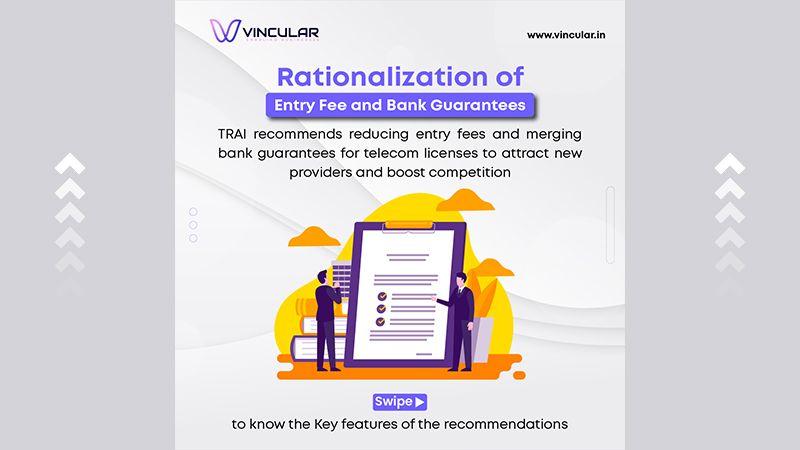 VINCULAR
www.vincular.in
Rationalization of
Entry Fee and Bank Guarantees
TRAI recommends reducing entry fees and merging
bank guarantees for telecom licenses to attract new
providers and boost competition
Swipe
to know the Key features of the recommendations